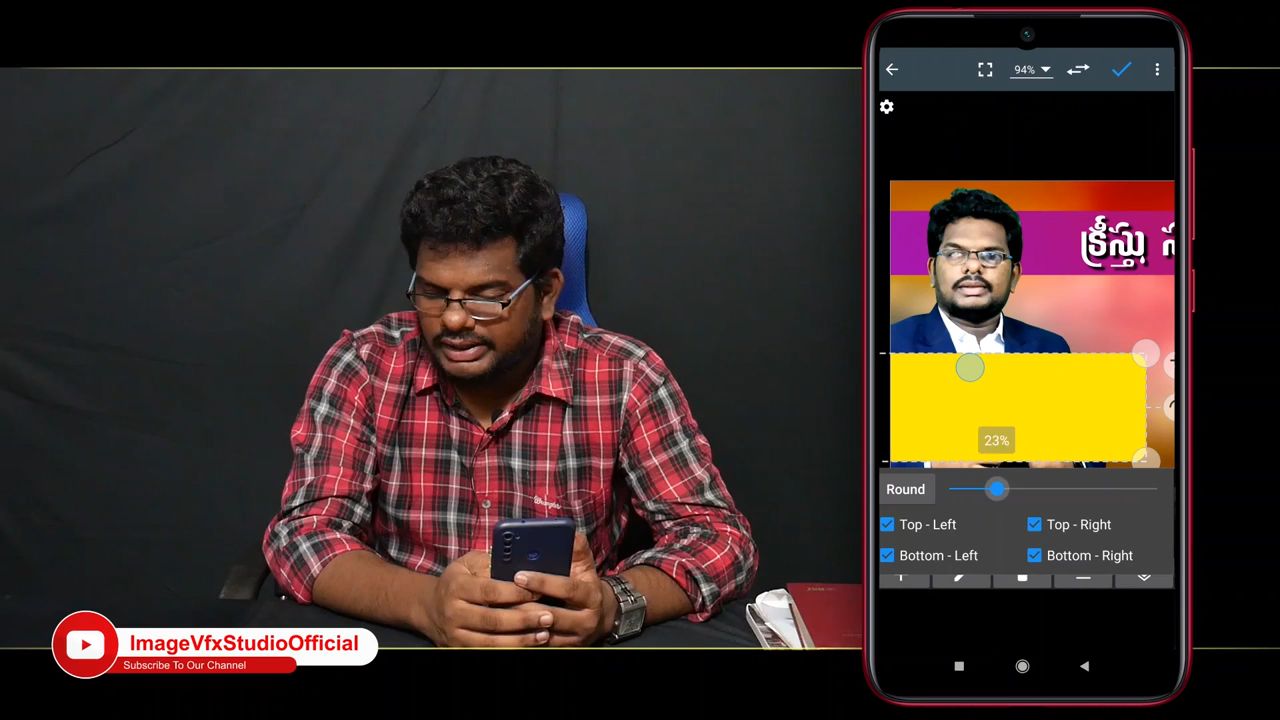 94%
క్రీస్తు
23%
Round
Top - Left
Top - Right
Bottom - Left
Bottom - Right
ImageVfxStudioOfficial
Subscribe To Our Channel